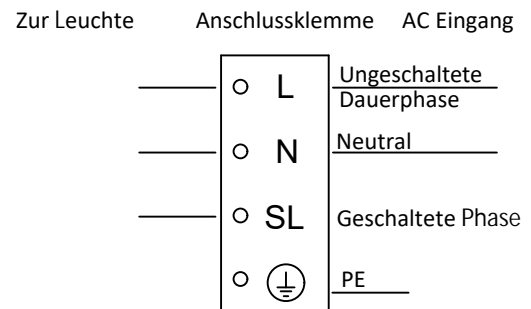 Zur Leuchte Anschlussklemme AC Eingang
L Ungeschaltete
Dauerphase
N Neutral
SL Geschaltete Phase
PE